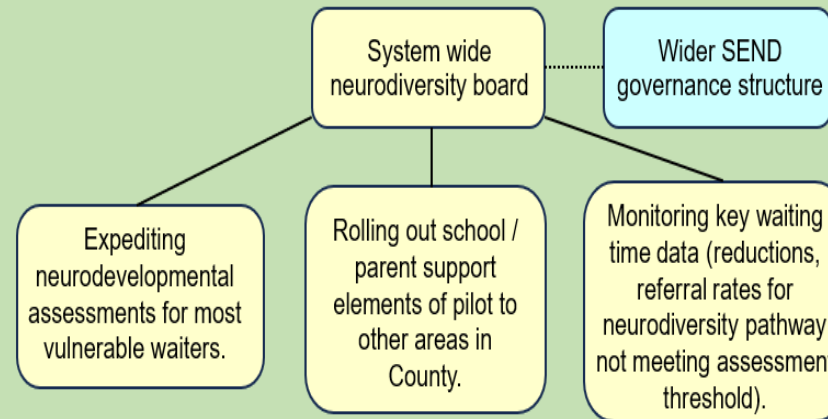 System wide
neurodiversity board
Wider SEND
governance structure
Expediting
neurodevelopmental
assessments for most
vulnerable waiters.
Rolling out school /
parent support
elements of pilot to
other areas in
County.
Monitoring key waiting
time data (reductions,
referral rates for
neurodiversity pathway
not meeting assessment
threshold).